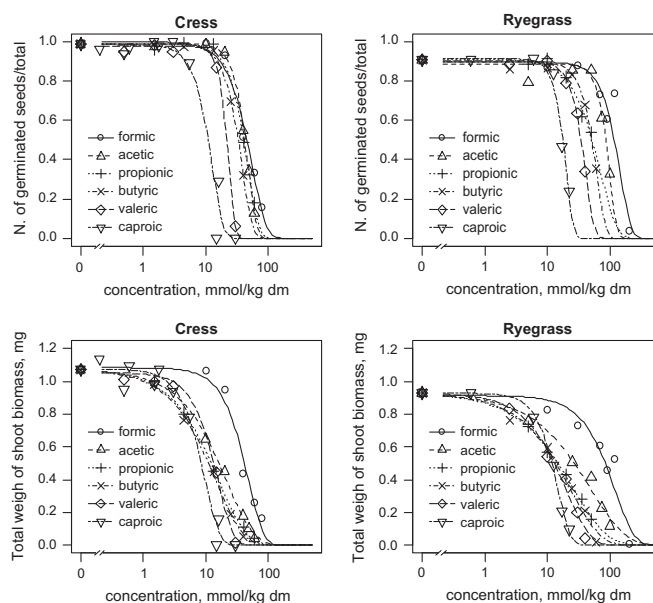 Cress
N. of germinated seeds/total
1.0
0.8
0.6
0.4
0.2
0.0
formic
acetic
propionic
butyric
valeric
caproic
0 1 10 100
concentration, mmol/kg dm
Ryegrass
N. of germinated seeds/total
1.0
0.8
0.6
0.4
0.2
0.0
formic
acetic
propionic
butyric
valeric
caproic
0 1 10 100
concentration, mmol/kg dm
Cress
Total weigh of shoot biomass, mg
1.2
1.0
0.8
0.6
0.4
0.2
0.0
formic
acetic
propionic
butyric
valeric
caproic
0 1 10 100
concentration, mmol/kg dm
Ryegrass
Total weigh of shoot biomass, mg
1.2
1.0
0.8
0.6
0.4
0.2
0.0
formic
acetic
propionic
butyric
valeric
caproic
0 1 10 100
concentration, mmol/kg dm